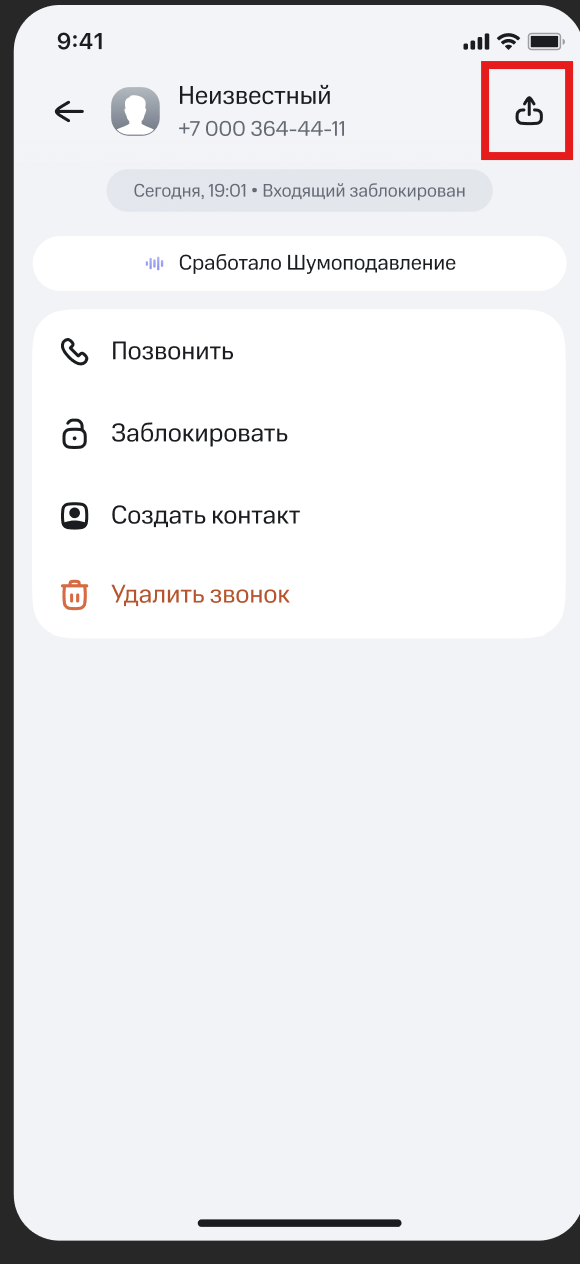 9:41
Неизвестный
+7 000 364-44-11
Сегодня, 19:01 • Входящий заблокирован
Сработало Шумоподавление
Позвонить
Заблокировать
Создать контакт
Удалить звонок